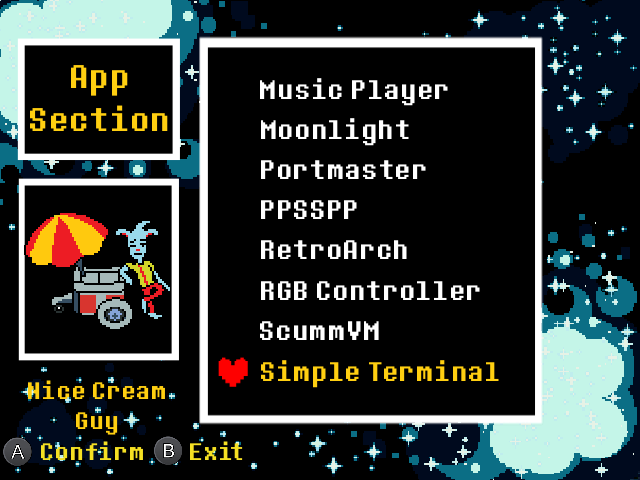 App
Section
Music Player
Moonlight
Portmaster
PPSSPP
RetroArch
RGB Controller
ScummVM
Simple Terminal
Nice Cream
Guy
A Confirm B Exit